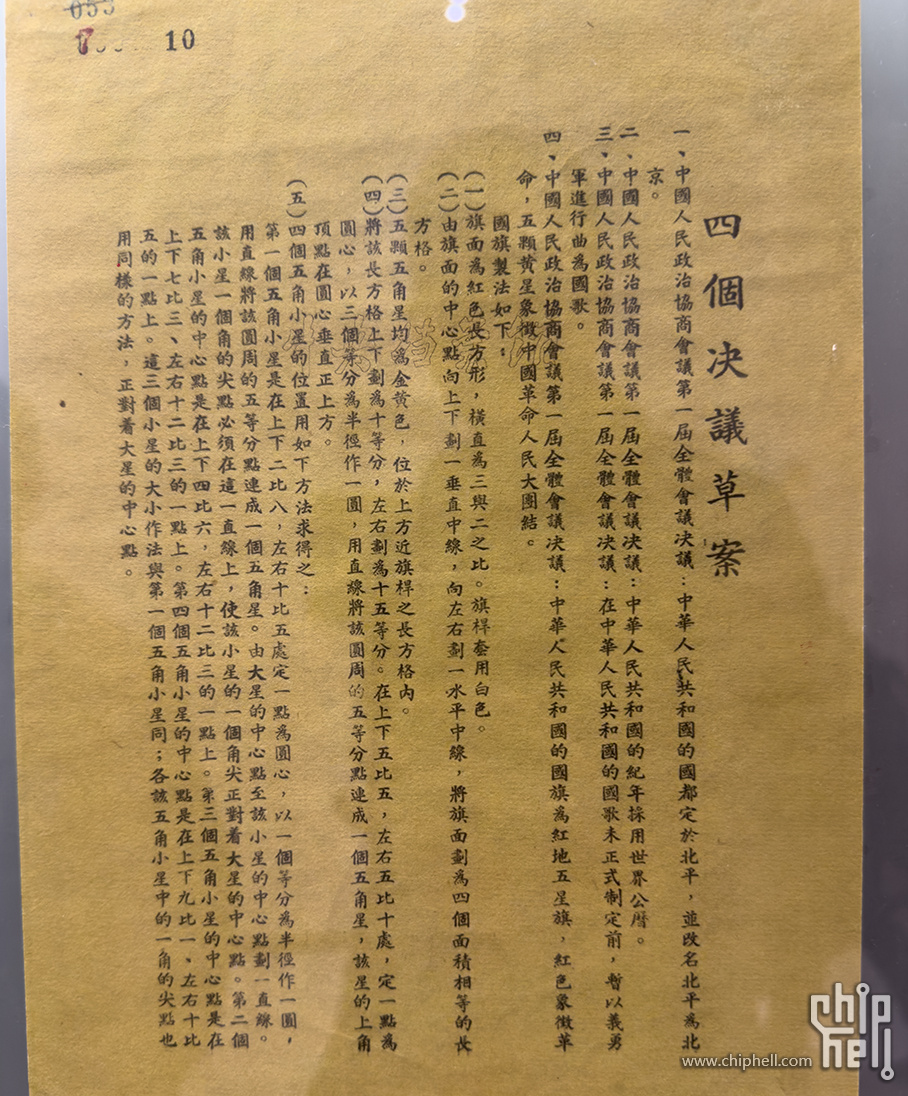 10
四個決議草案
一、中國人民政治協商會議第一屆全體會議決議：中華人民共和國的國都定於北平，並改名北平為北
京。
二、中國人民政治協商會議第一屆全體會議決議：中華人民共和國的紀年採用世界公曆。
三、中國人民政治協商會議第一屆全體會議決議：在中華人民共和國的國歌未正式制定前，暫以義勇
軍進行曲為國歌。
四、中國人民政治協商會議第一屆全體會議決議：中華人民共和國的國旗為紅地五星旗，紅色象徵革
命，五顆黃星象徵中國革命人民大團結。
國旗製法如下：
（一）旗面為紅色長方形，橫直為三與二之比。旗桿套用白色。
（二）由旗面的中心點向上下劃一垂直中線，向左右劃一水平中線，將旗面劃為四個面積相等的長
方格。
（三）五顆五角星均為金黃色，位於上方近旗桿之長方格內。
（四）將該長方格上下劃為十等分，左右劃為十五等分。在上下五比五，左右五比十處，定一點為
圓心，以三個等分為半徑作一圓，用直線將該圓周的五等分點連成一個五角星，該星的上角
頂點在圓心垂直正上方。
（五）四個五角小星的位置用如下方法求得之：
第一個五角小星是在上下二比八，左右十比五處定一點為圓心，以一個等分為半徑作一圓，
用直線將該圓周的五等分點連成一個五角星。由大星的中心點至該小星的中心點劃一直線。
該小星一個角的尖點必須在這一直線上，使該小星的一個角尖正對着大星的中心點。第二個
五角小星的中心點是在上下四比六，左右十二比三的一點上。第三個五角小星的中心點是在
上下七比三、左右十二比三的一點上。第四個五角小星的中心點是在上下九比一、左右十比
五的一點上。這三個小星的大小作法與第一個五角小星同；各該五角小星中的一角的尖點也
用同樣的方法，正對着大星的中心點。
chip
hell
www.chiphell.com